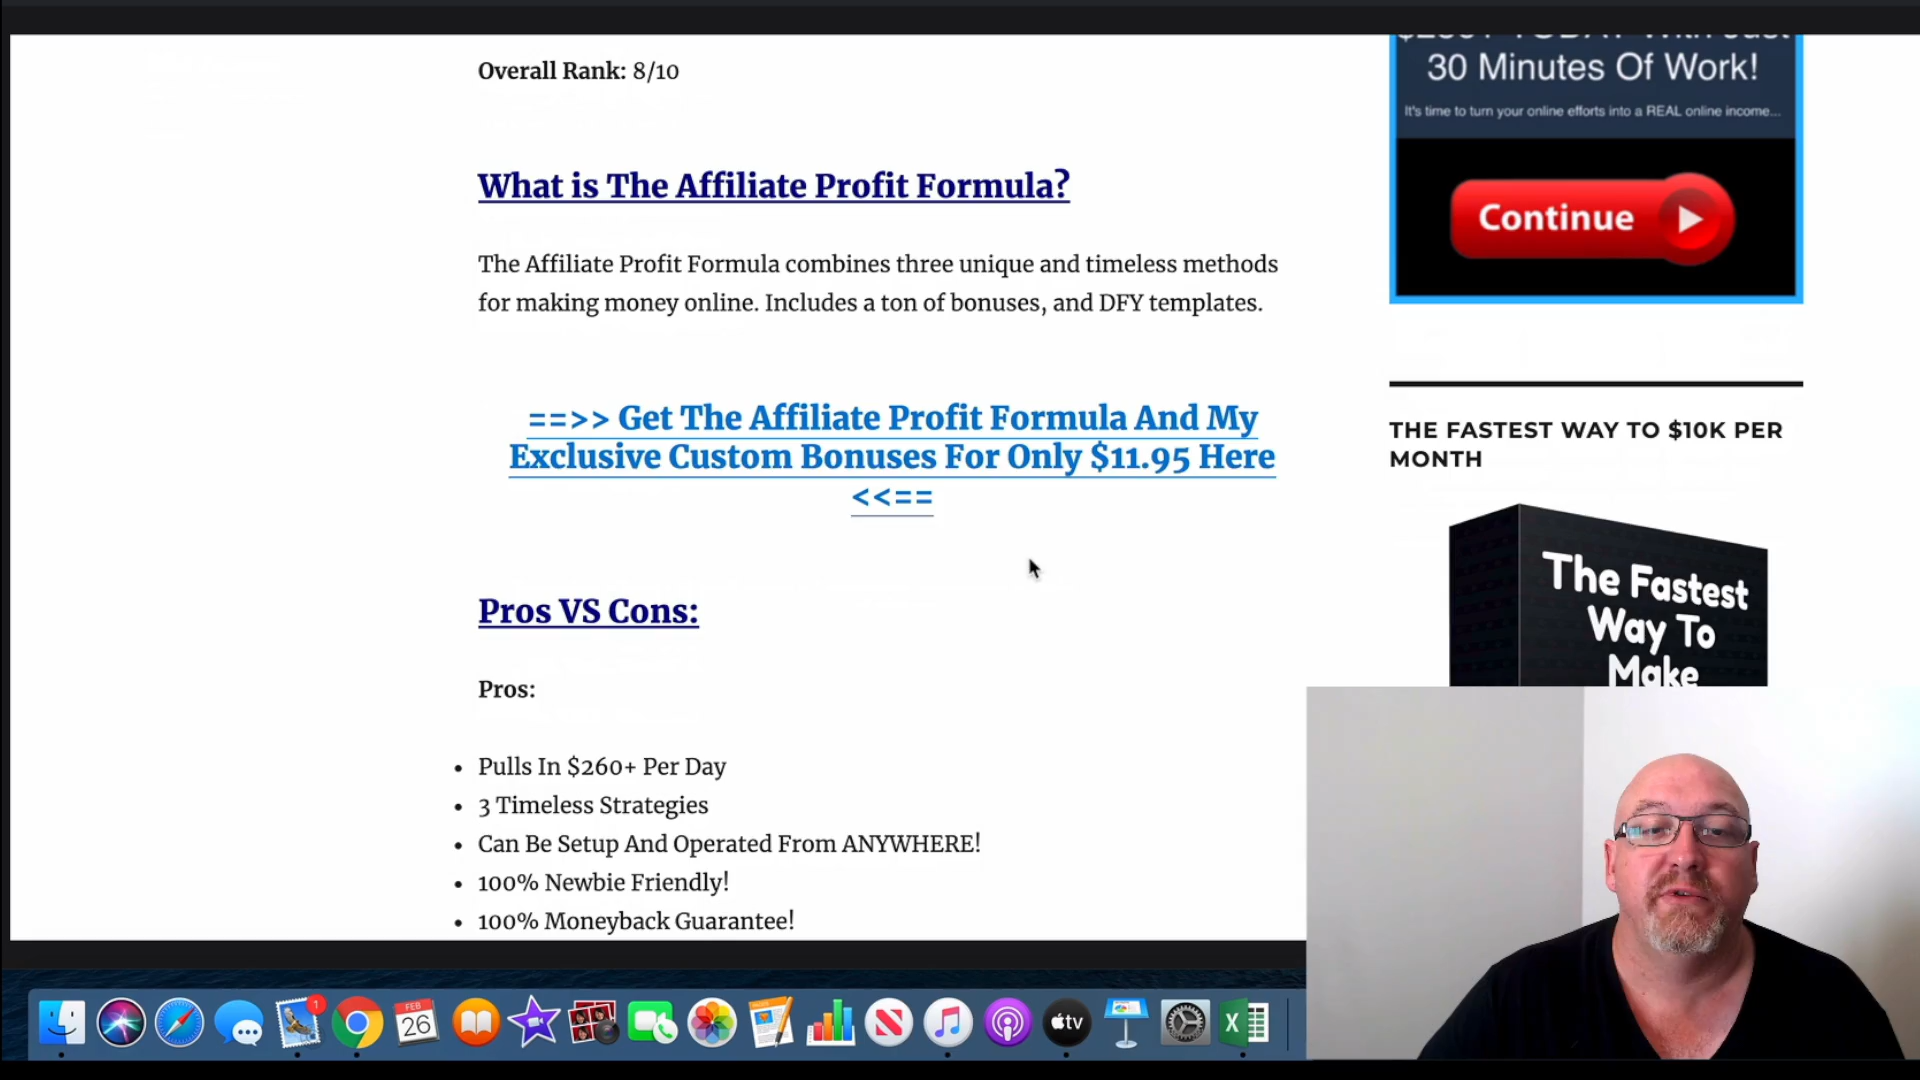 Overall Rank: 8/10
What is The Affiliate Profit Formula?
The Affiliate Profit Formula combines three unique and timeless methods
for making money online. Includes a ton of bonuses, and DFY templates.
==>> Get The Affiliate Profit Formula And My
Exclusive Custom Bonuses For Only $11.95 Here
<<==
Pros VS Cons:
Pros:
• Pulls In $260+ Per Day
• 3 Timeless Strategies
• Can Be Setup And Operated From ANYWHERE!
• 100% Newbie Friendly!
• 100% Moneyback Guarantee!
TODAY With Just
30 Minutes Of Work!
It's time to turn your online efforts into a REAL online income...
Continue
THE FASTEST WAY TO $10K PER
MONTH
The Fastest
Way To
Make
1
FEB
26
tv
X